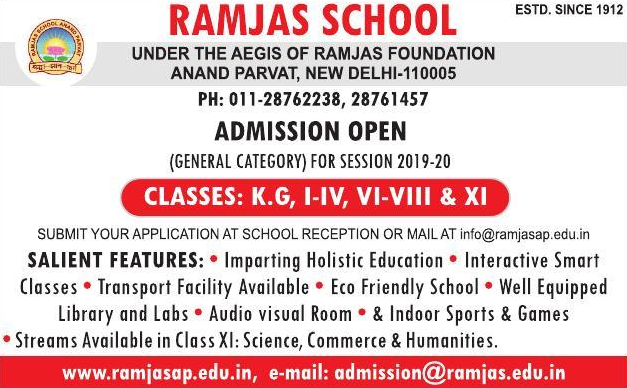 RAMJAS SCHOOL
ESTD. SINCE 1912
RAMJAS SCHOOL ANAND PARVAT
UNDER THE AEGIS OF RAMJAS FOUNDATION
ANAND PARVAT, NEW DELHI-110005
PH: 011-28762238, 28761457
ADMISSION OPEN
(GENERAL CATEGORY) FOR SESSION 2019-20
CLASSES: K.G, I-IV, VI-VIII & XI
SUBMIT YOUR APPLICATION AT SCHOOL RECEPTION OR MAIL AT info@ramjasap.edu.in
SALIENT FEATURES: • Imparting Holistic Education • Interactive Smart
Classes • Transport Facility Available • Eco Friendly School • Well Equipped
Library and Labs • Audio visual Room • & Indoor Sports & Games
• Streams Available in Class XI: Science, Commerce & Humanities.
www.ramjasap.edu.in, e-mail: admission@ramjas.edu.in